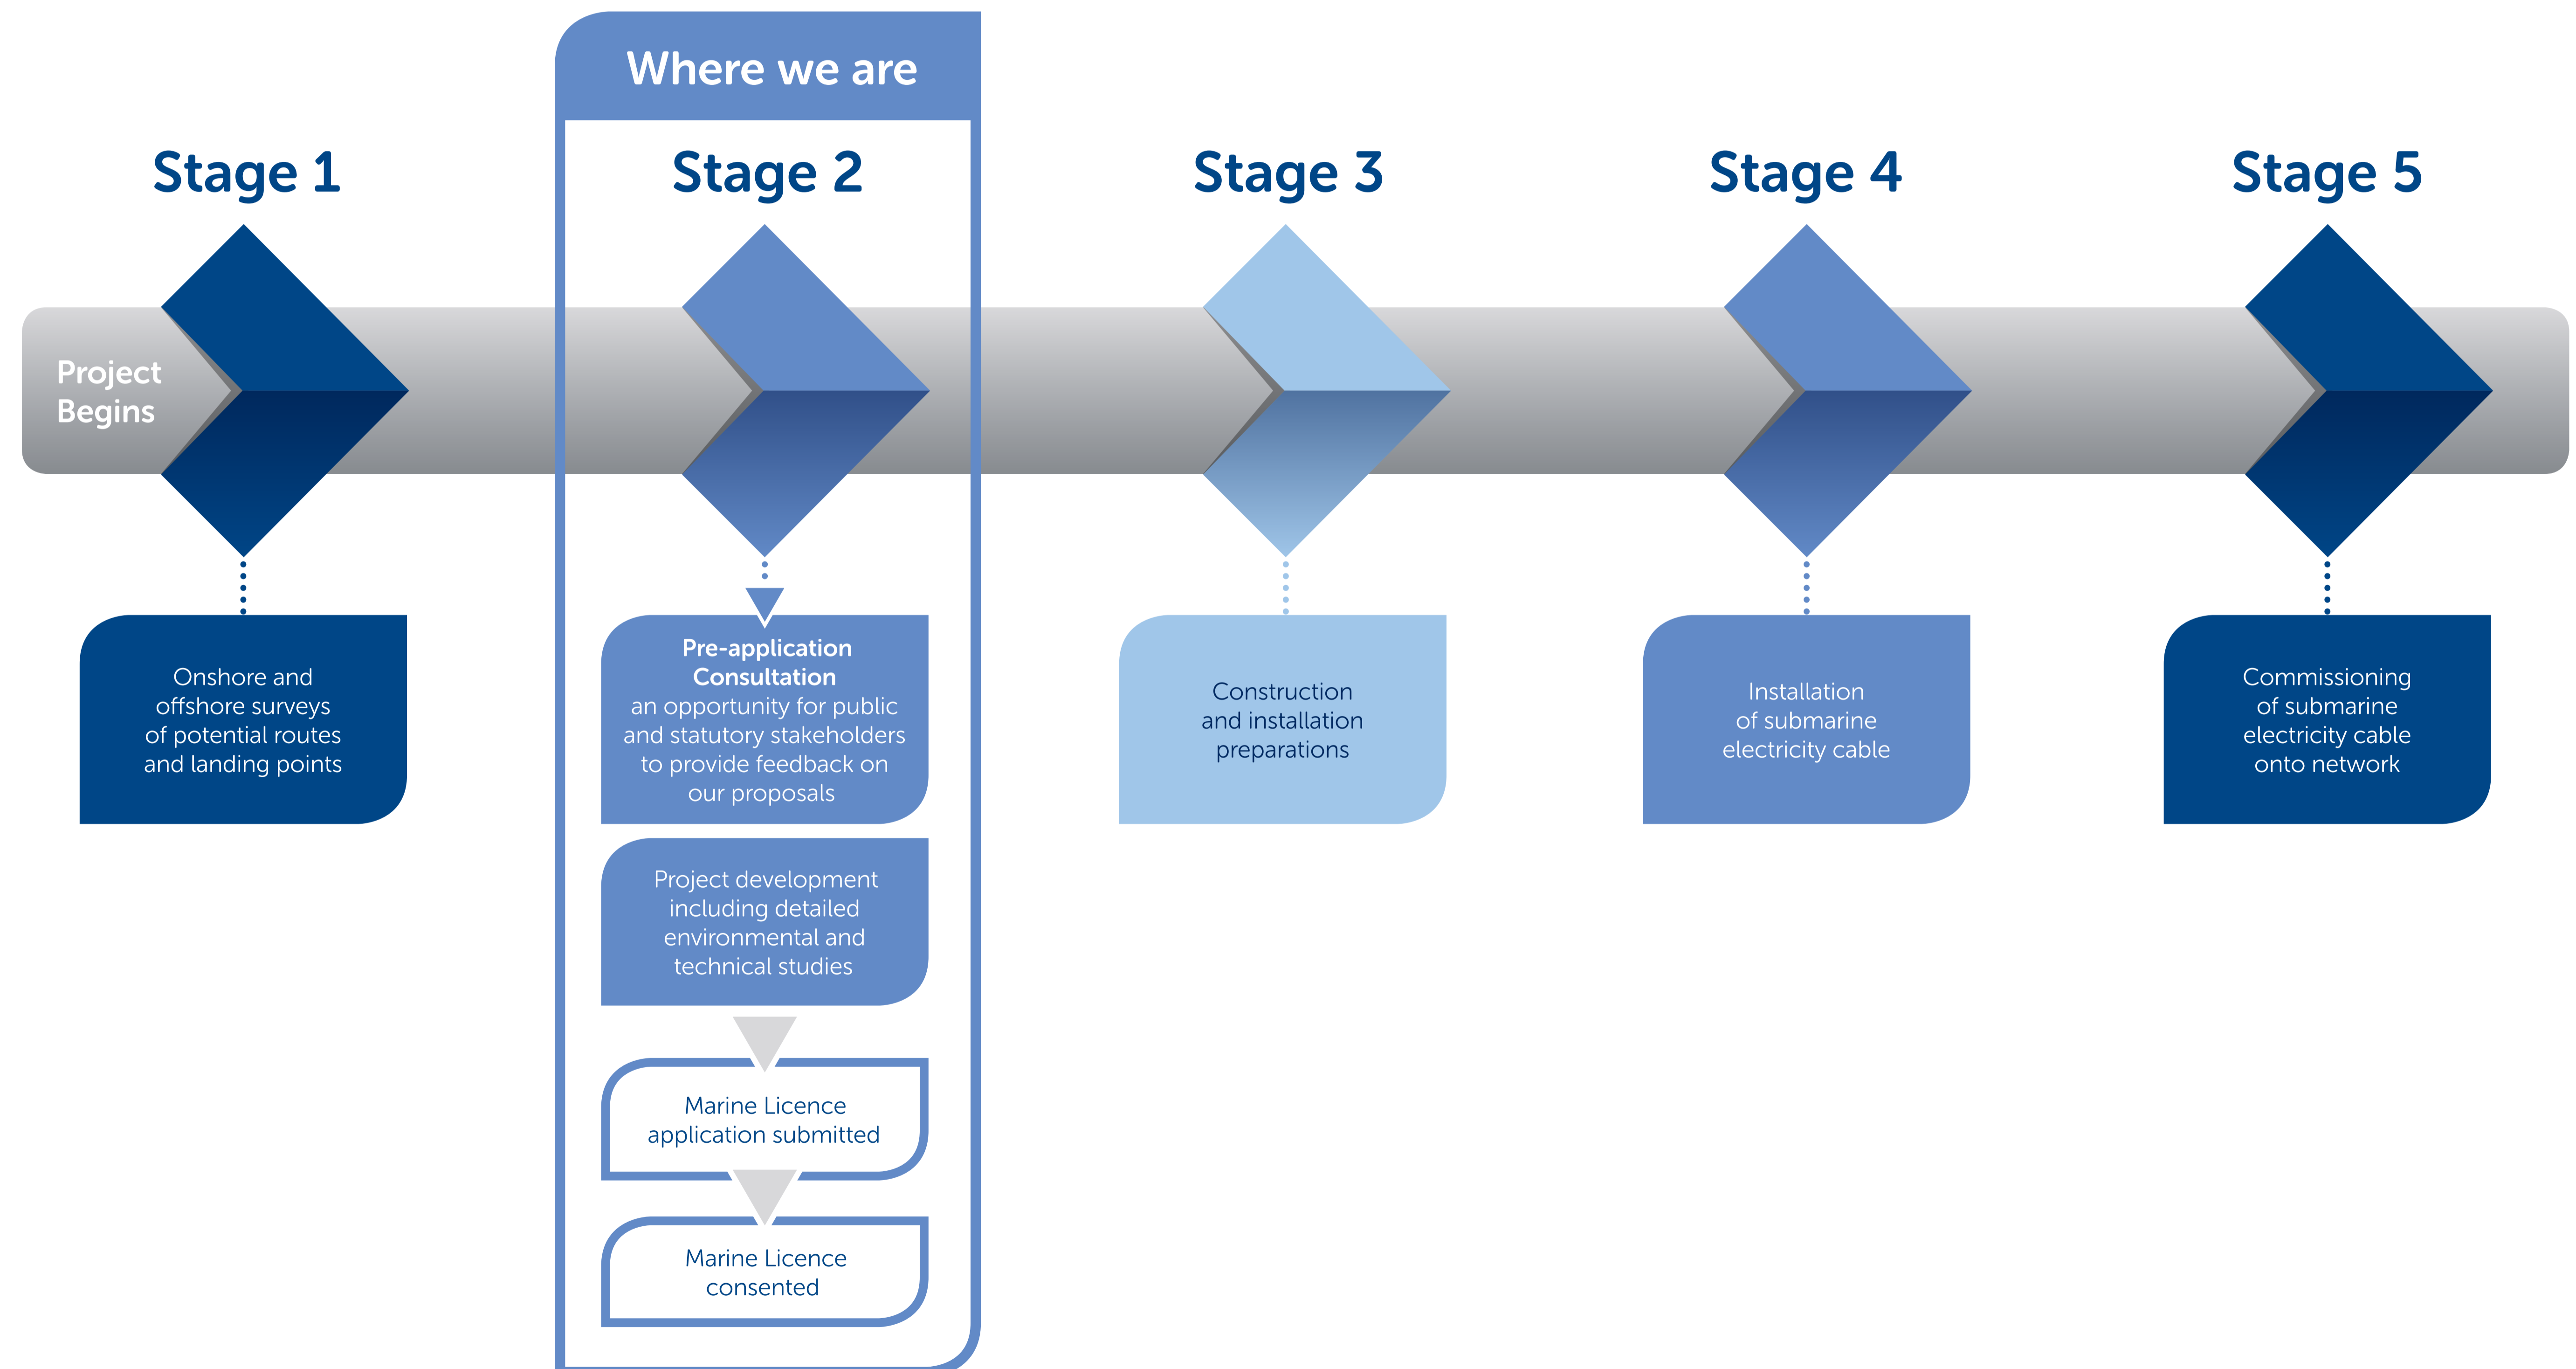 Where we are
Stage 1
Stage 2
Stage 3
Stage 4
Stage 5
Project
Begins
Onshore and
offshore surveys
of potential routes
and landing points
Pre-application
Consultation
an opportunity for public
and statutory stakeholders
to provide feedback on
our proposals
Project development
including detailed
environmental and
technical studies
Marine Licence
application submitted
Marine Licence
consented
Construction
and installation
preparations
Installation
of submarine
electricity cable
Commissioning
of submarine
electricity cable
onto network